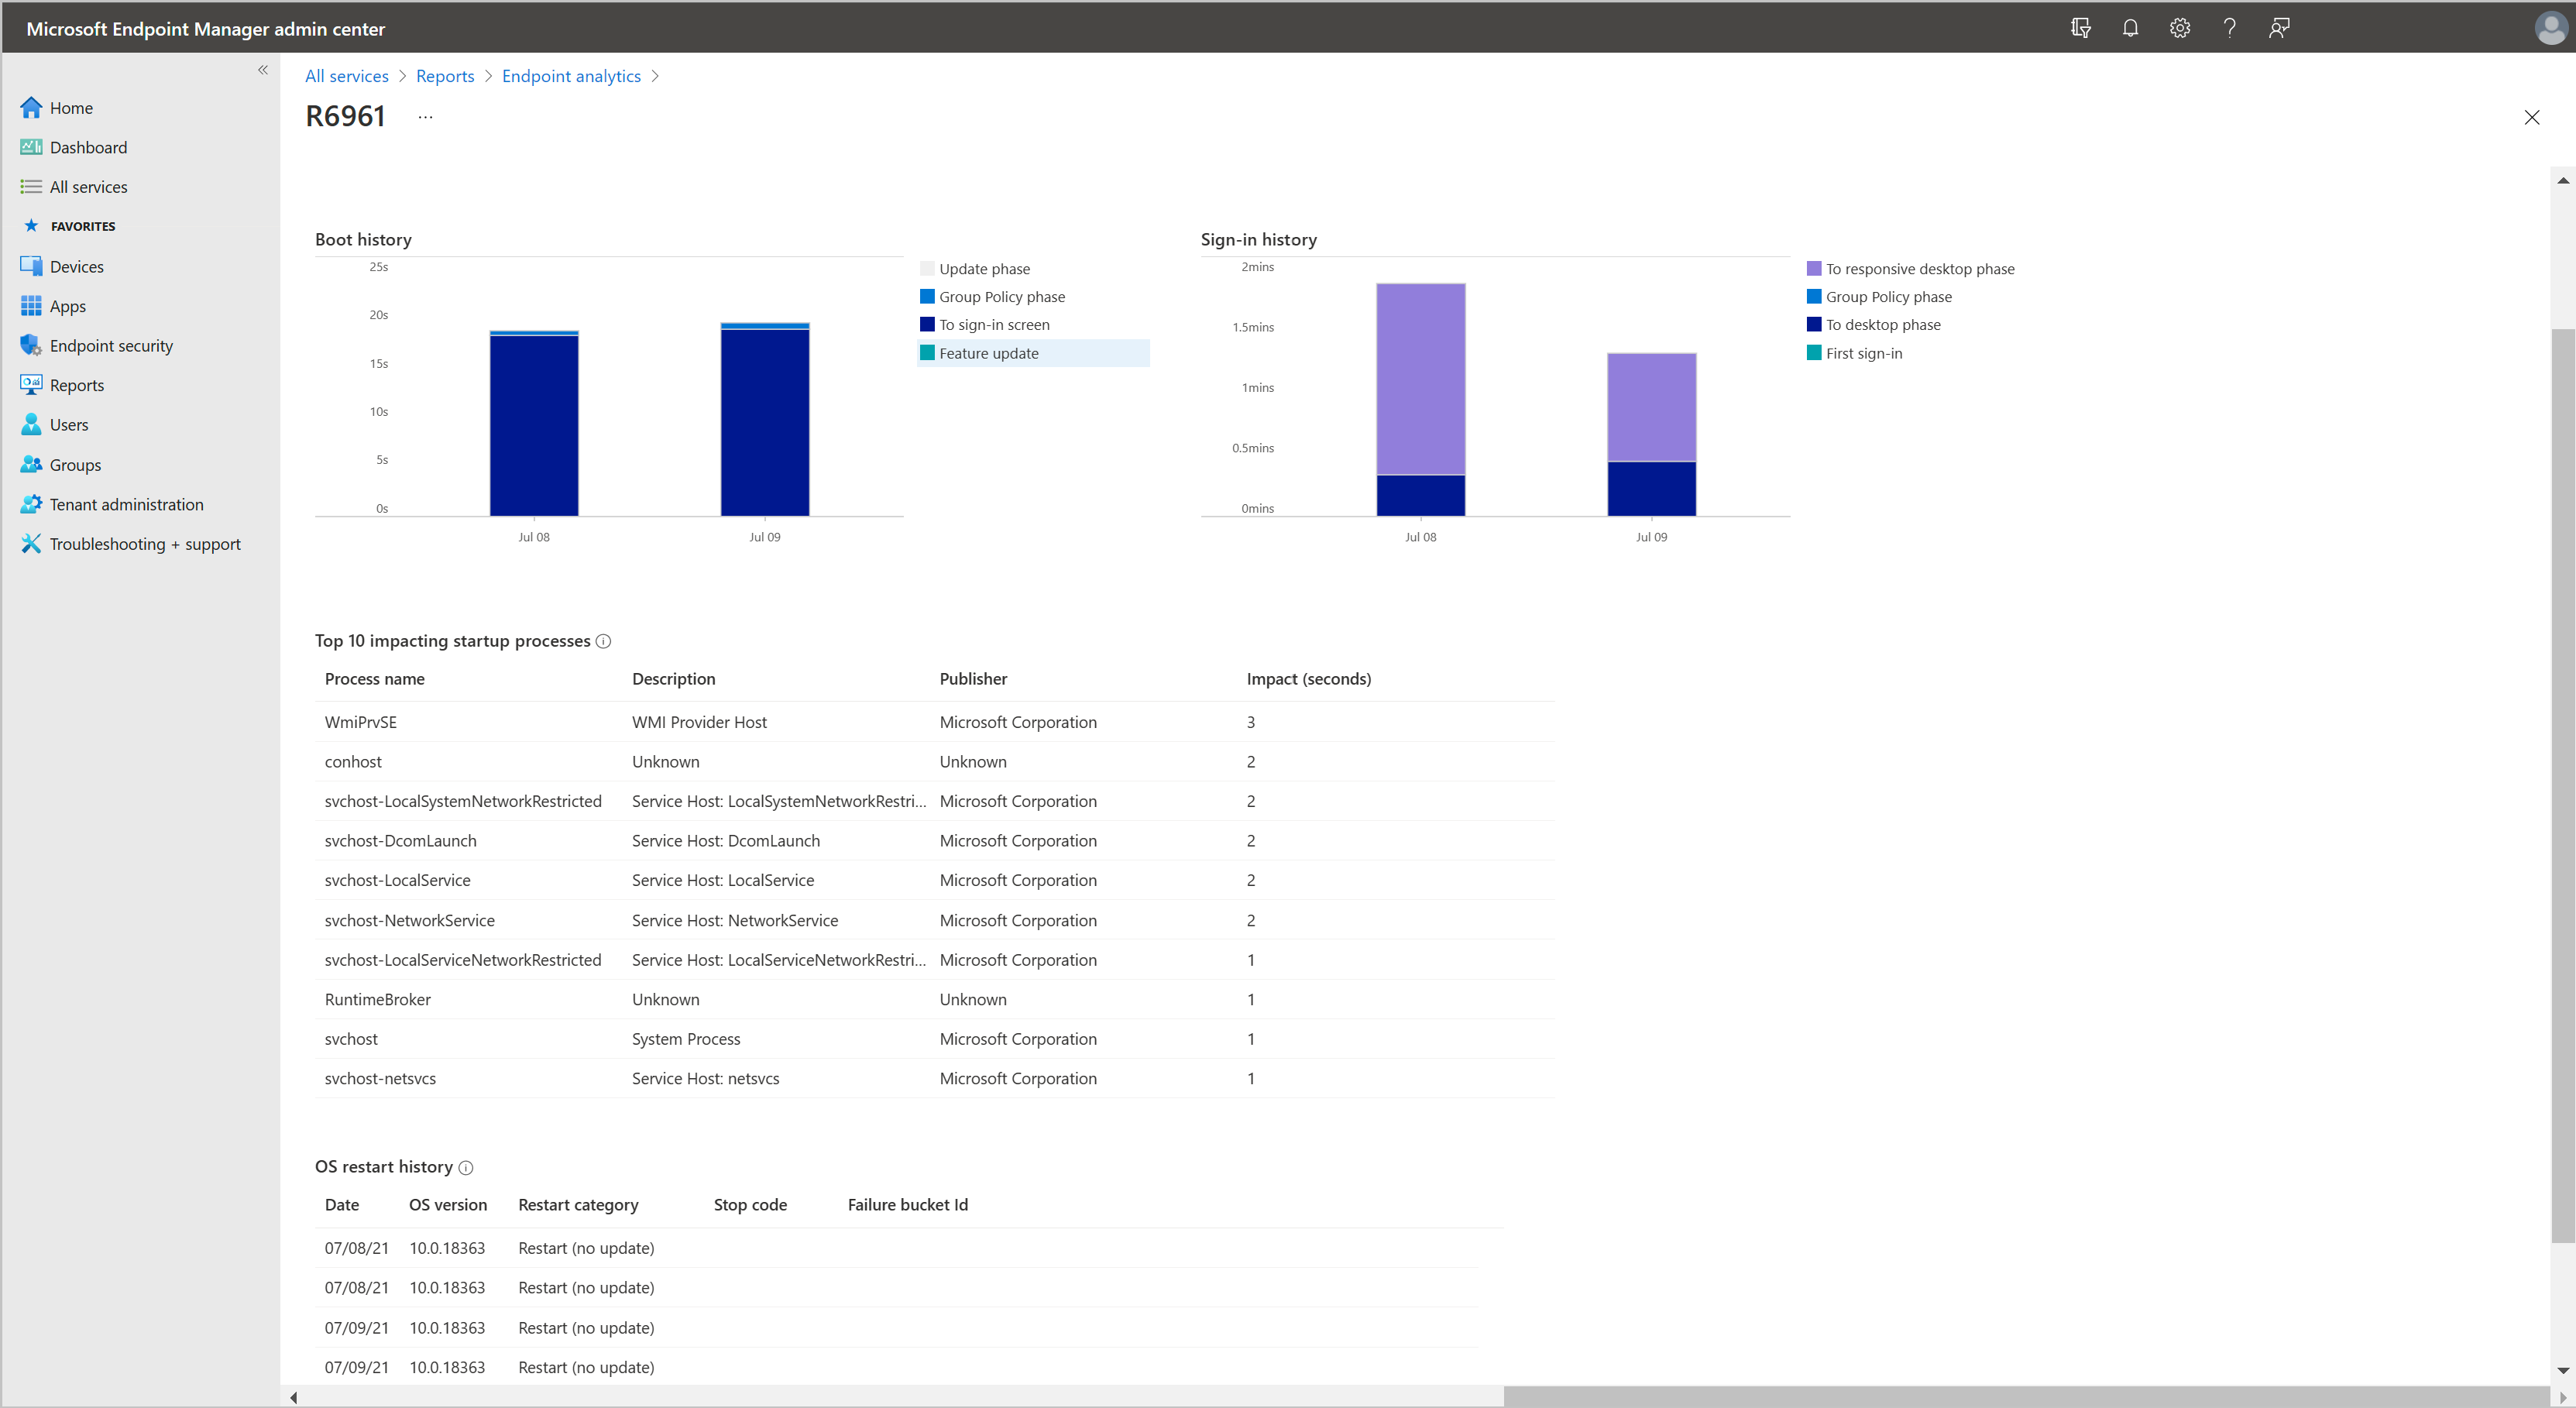 Microsoft Endpoint Manager admin center
All services > Reports > Endpoint analytics >
R6961 ...
Home
Dashboard
All services
FAVORITES
Devices
Apps
Endpoint security
Reports
Users
Groups
Tenant administration
Troubleshooting + support
Boot history
25s
20s
15s
10s
5s
0s
Jul 08 Jul 09
Update phase
Group Policy phase
To sign-in screen
Feature update
Sign-in history
2mins
1.5mins
1mins
0.5mins
0mins
Jul 08 Jul 09
To responsive desktop phase
Group Policy phase
To desktop phase
First sign-in
Top 10 impacting startup processes
Process name Description Publisher Impact (seconds)
WmiPrvSE WMI Provider Host Microsoft Corporation 3
conhost Unknown Unknown 2
svchost-LocalSystemNetworkRestricted Service Host: LocalSystemNetworkRestri... Microsoft Corporation 2
svchost-DcomLaunch Service Host: DcomLaunch Microsoft Corporation 2
svchost-LocalService Service Host: LocalService Microsoft Corporation 2
svchost-NetworkService Service Host: NetworkService Microsoft Corporation 2
svchost-LocalServiceNetworkRestricted Service Host: LocalServiceNetworkRestri... Microsoft Corporation 1
RuntimeBroker Unknown Unknown 1
svchost System Process Microsoft Corporation 1
svchost-netsvcs Service Host: netsvcs Microsoft Corporation 1
OS restart history
Date OS version Restart category Stop code Failure bucket Id
07/08/21 10.0.18363 Restart (no update)
07/08/21 10.0.18363 Restart (no update)
07/09/21 10.0.18363 Restart (no update)
07/09/21 10.0.18363 Restart (no update)